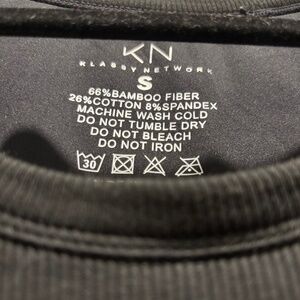 KN
KLASSY NETWORK
S
66%BAMBOO FIBER
26%COTTON 8%SPANDEX
MACHINE WASH COLD
DO NOT TUMBLE DRY
DO NOT BLEACH
DO NOT IRON
30